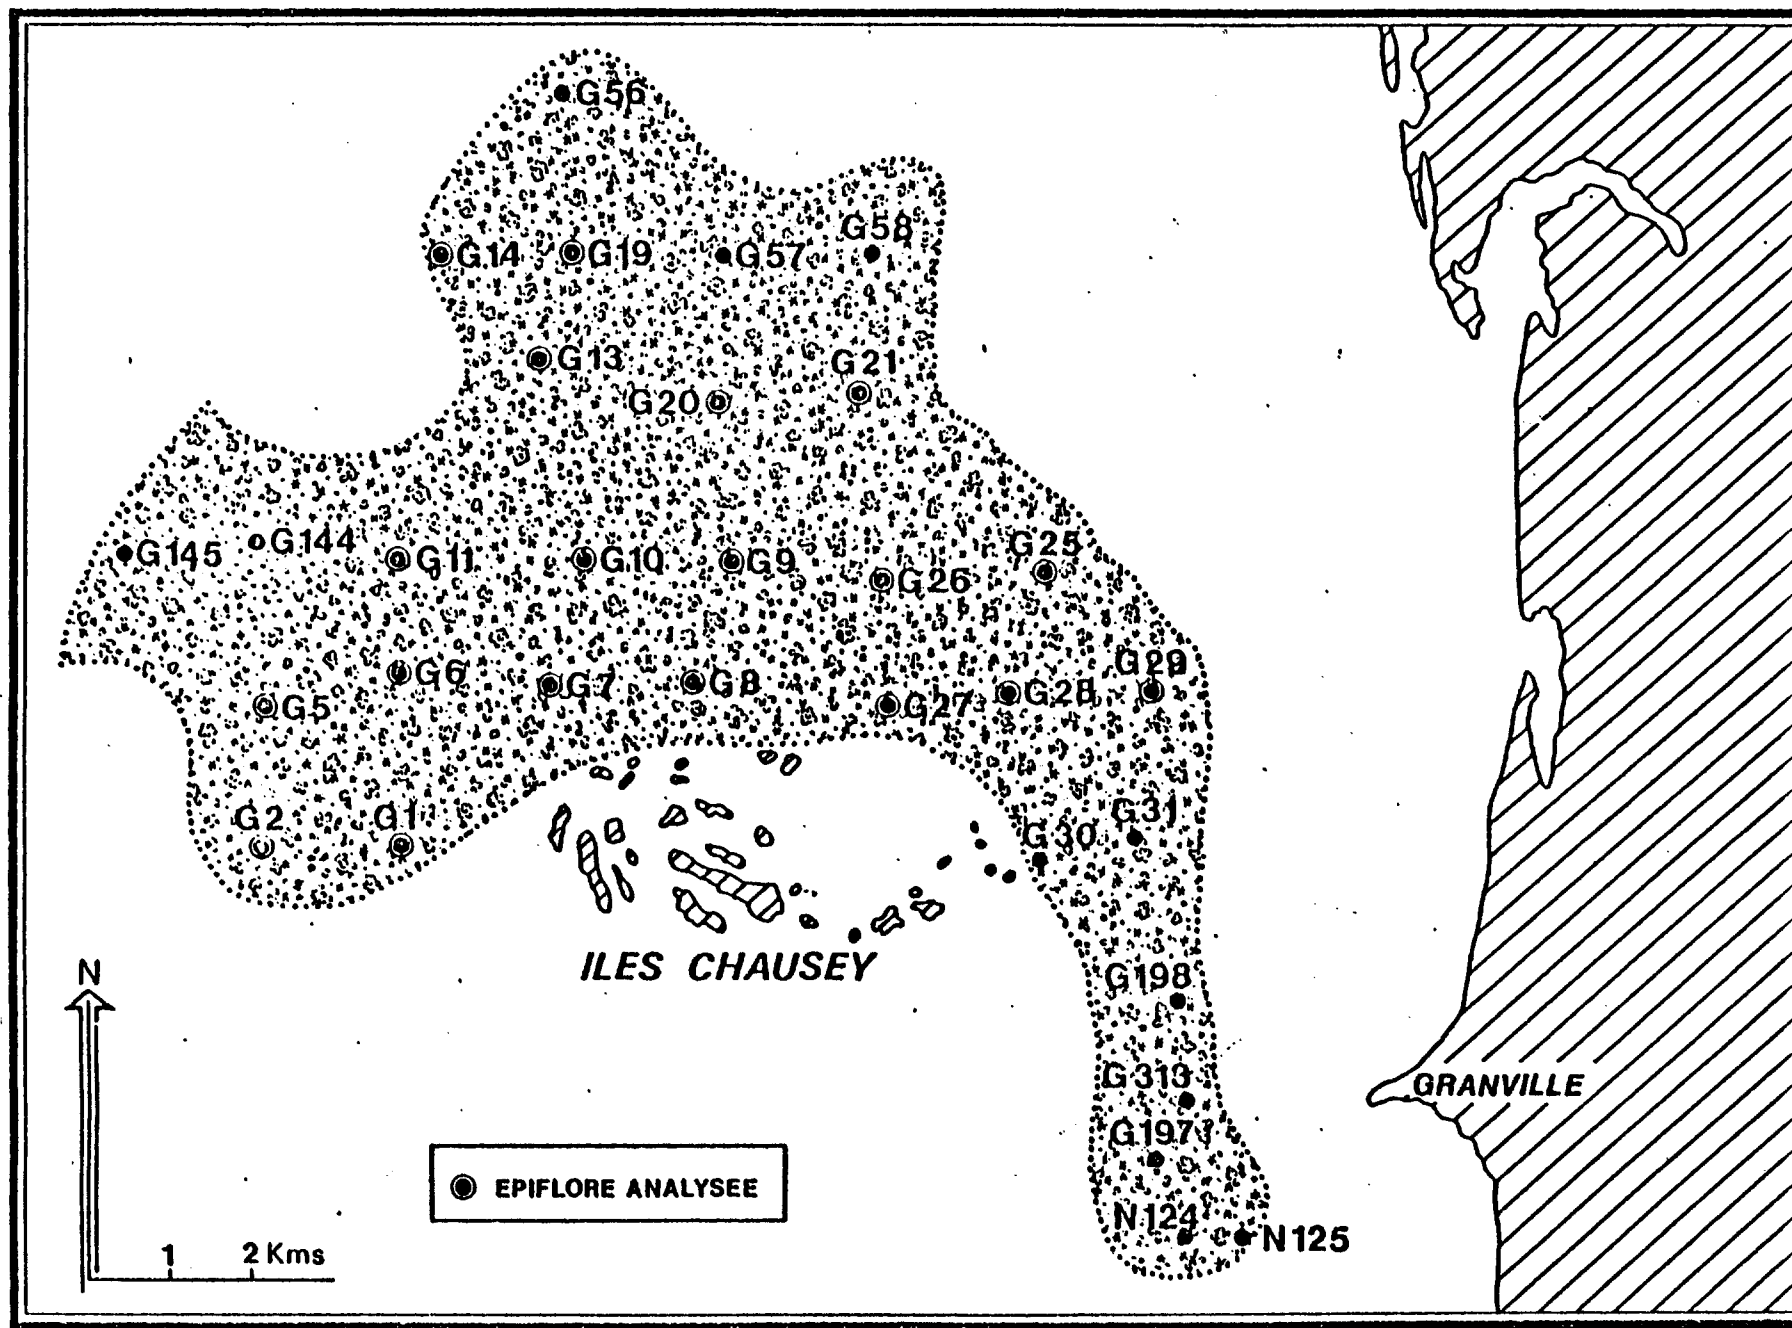 G56
G58
G14 G19 G57
G13 G21
G20
G145 G144 G11 G10 G9 G26 G25
G5 G6 G7 G8 G27 G28 G29
G2 G1 G30 G31
ILES CHAUSEY
N
G198
G313
GRANVILLE
G197
EPIFLORE ANALYSEE
N124 N125
1 2 Kms